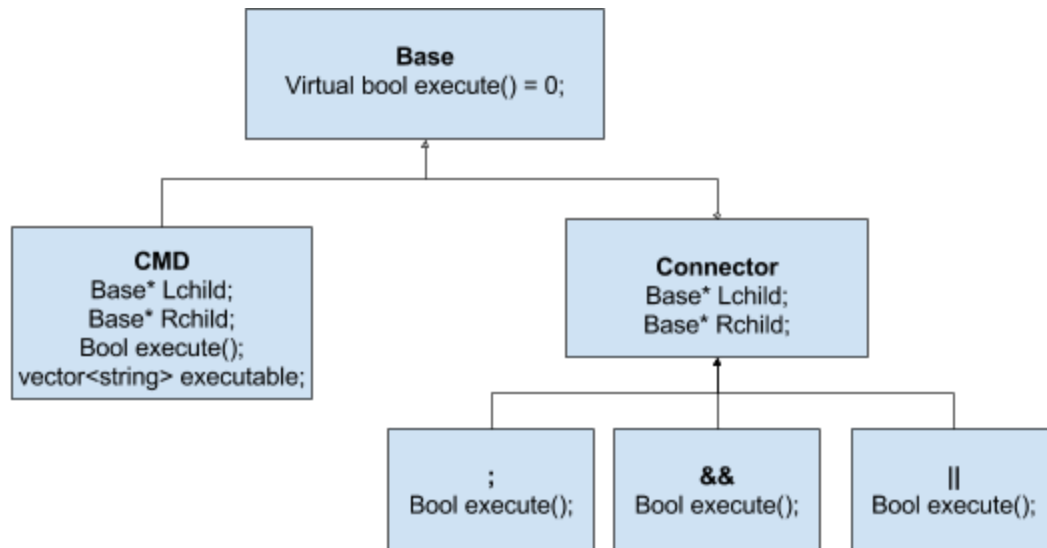 Base
Virtual bool execute() = 0;
CMD
Base* Lchild;
Base* Rchild;
Bool execute();
vector<string> executable;
Connector
Base* Lchild;
Base* Rchild;
;
Bool execute();
&&
Bool execute();
||
Bool execute();